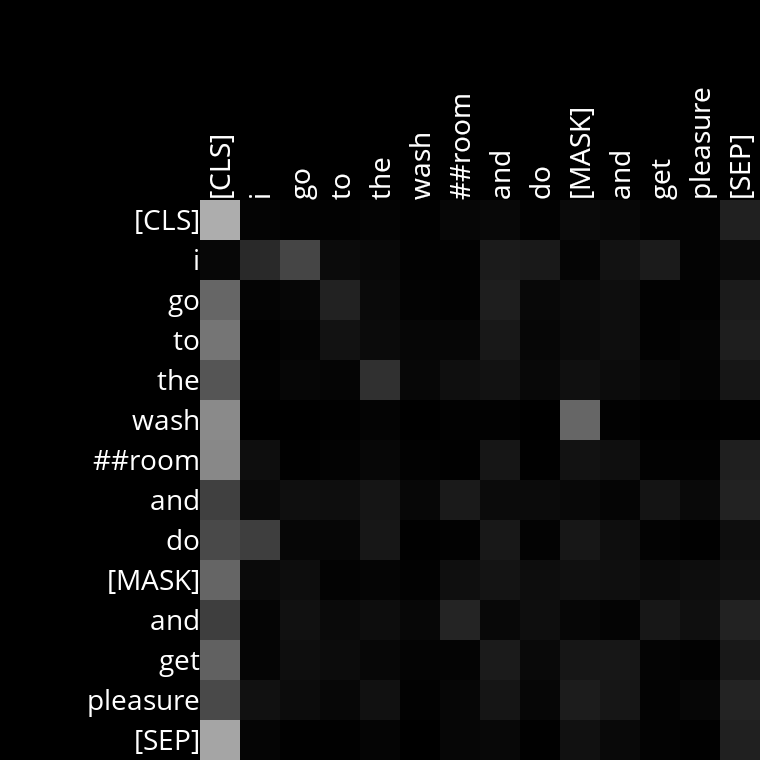 [CLS] i go to the wash ##room and do [MASK] and get pleasure [SEP]
[CLS]
i
go
to
the
wash
##room
and
do
[MASK]
and
get
pleasure
[SEP]